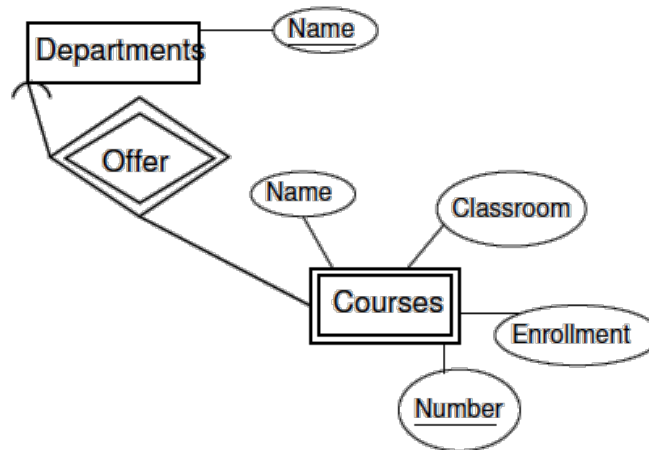 Name
Departments
Offer
Name
Classroom
Courses
Enrollment
Number